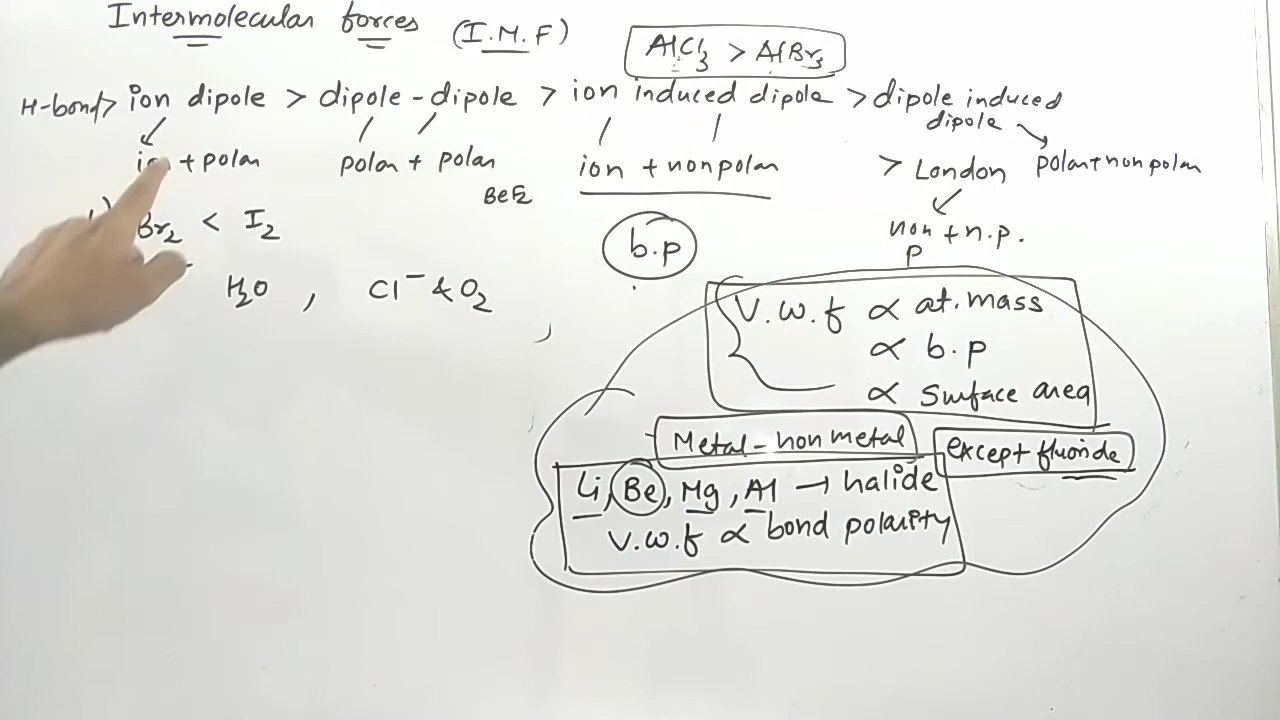 Intermolecular forces (I.M.F)
AlCl3 > AlBr3
H-bond > ion dipole > dipole - dipole > ion induced dipole > dipole induced dipole
ion + polar
polar + polar
ion + nonpolar
polar + nonpolar
> London
BeF2
non p + n.p.
Br2 < I2
b.p
H2O , Cl⁻ & O2
V.W.f ∝ at. mass
∝ b.p
∝ Surface area
Metal - non metal
except fluoride
Li, Be, Mg, Al → halide
V.W.f ∝ bond polarity